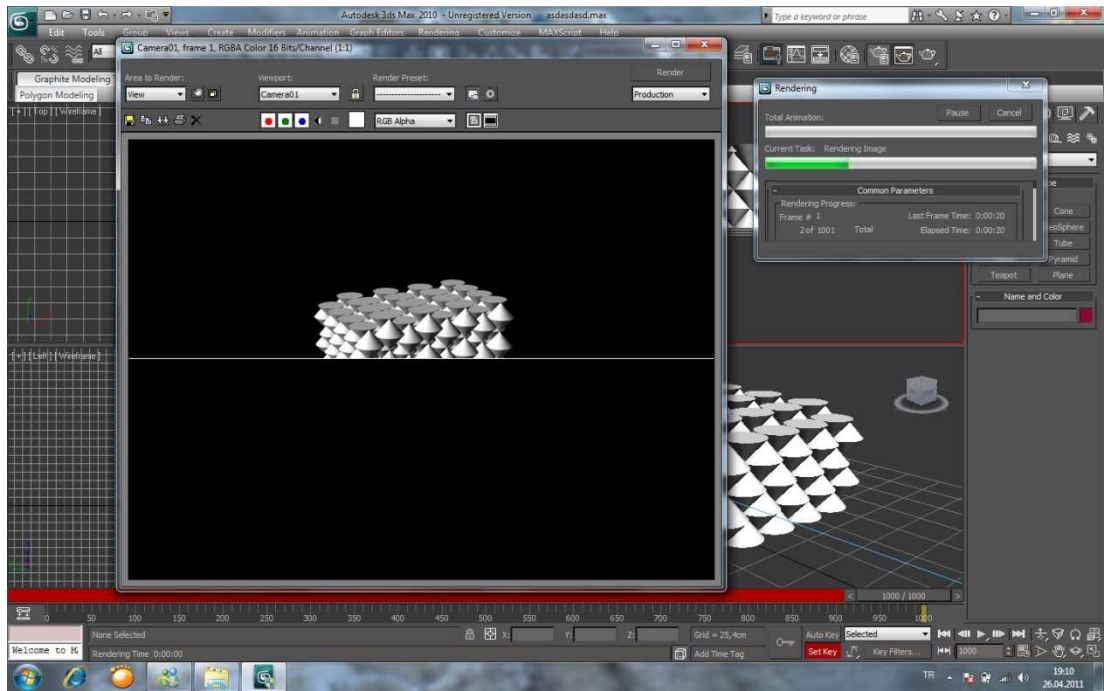 Autodesk 3ds Max 2010 - Unregistered Version asdasdasd.max
Type a keyword or phrase
Edit Tools Group Views Create Modifiers Animation Graph Editors Rendering Customize MAXScript Help
All
Graphite Modeling
Polygon Modeling
[ + ] [ Top ] [ Wireframe ]
Camera01, frame 1, RGBA Color 16 Bits/Channel (1:1)
Area to Render:
View
Viewport:
Camera01
Render Preset:
Render
Production
RGB Alpha
Rendering
Total Animation:
Pause
Cancel
Current Task: Rendering Image
- Common Parameters
Rendering Progress:
Frame # 1
Last Frame Time: 0:00:20
2 of 1001 Total
Elapsed Time: 0:00:20
Cone
Tube
Pyramid
Teapot
Plane
- Name and Color
[ + ] [ Left ] [ Wireframe ]
< 1000 / 1000 >
0 50 100 150 200 250 300 350 400 450 500 550 600 650 700 750 800 850 900 950 1000
None Selected
X:
Y:
Z:
Grid = 25,4cm
Auto Key
Selected
Welcome to M
Rendering Time 0:00:00
Add Time Tag
Set Key
Key Filters...
1000
TR
19:10
26.04.2011